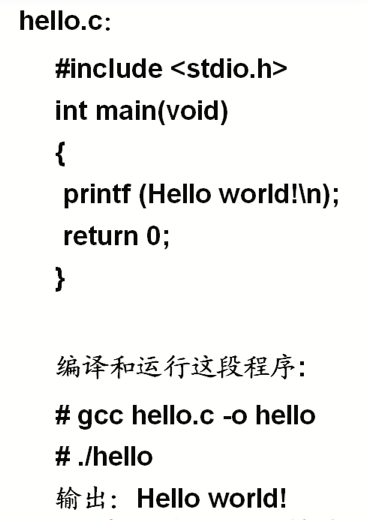 hello.c:
#include <stdio.h>
int main(void)
{
printf (Hello world!\n);
return 0;
}
编译和运行这段程序:
# gcc hello.c -o hello
# ./hello
输出: Hello world!